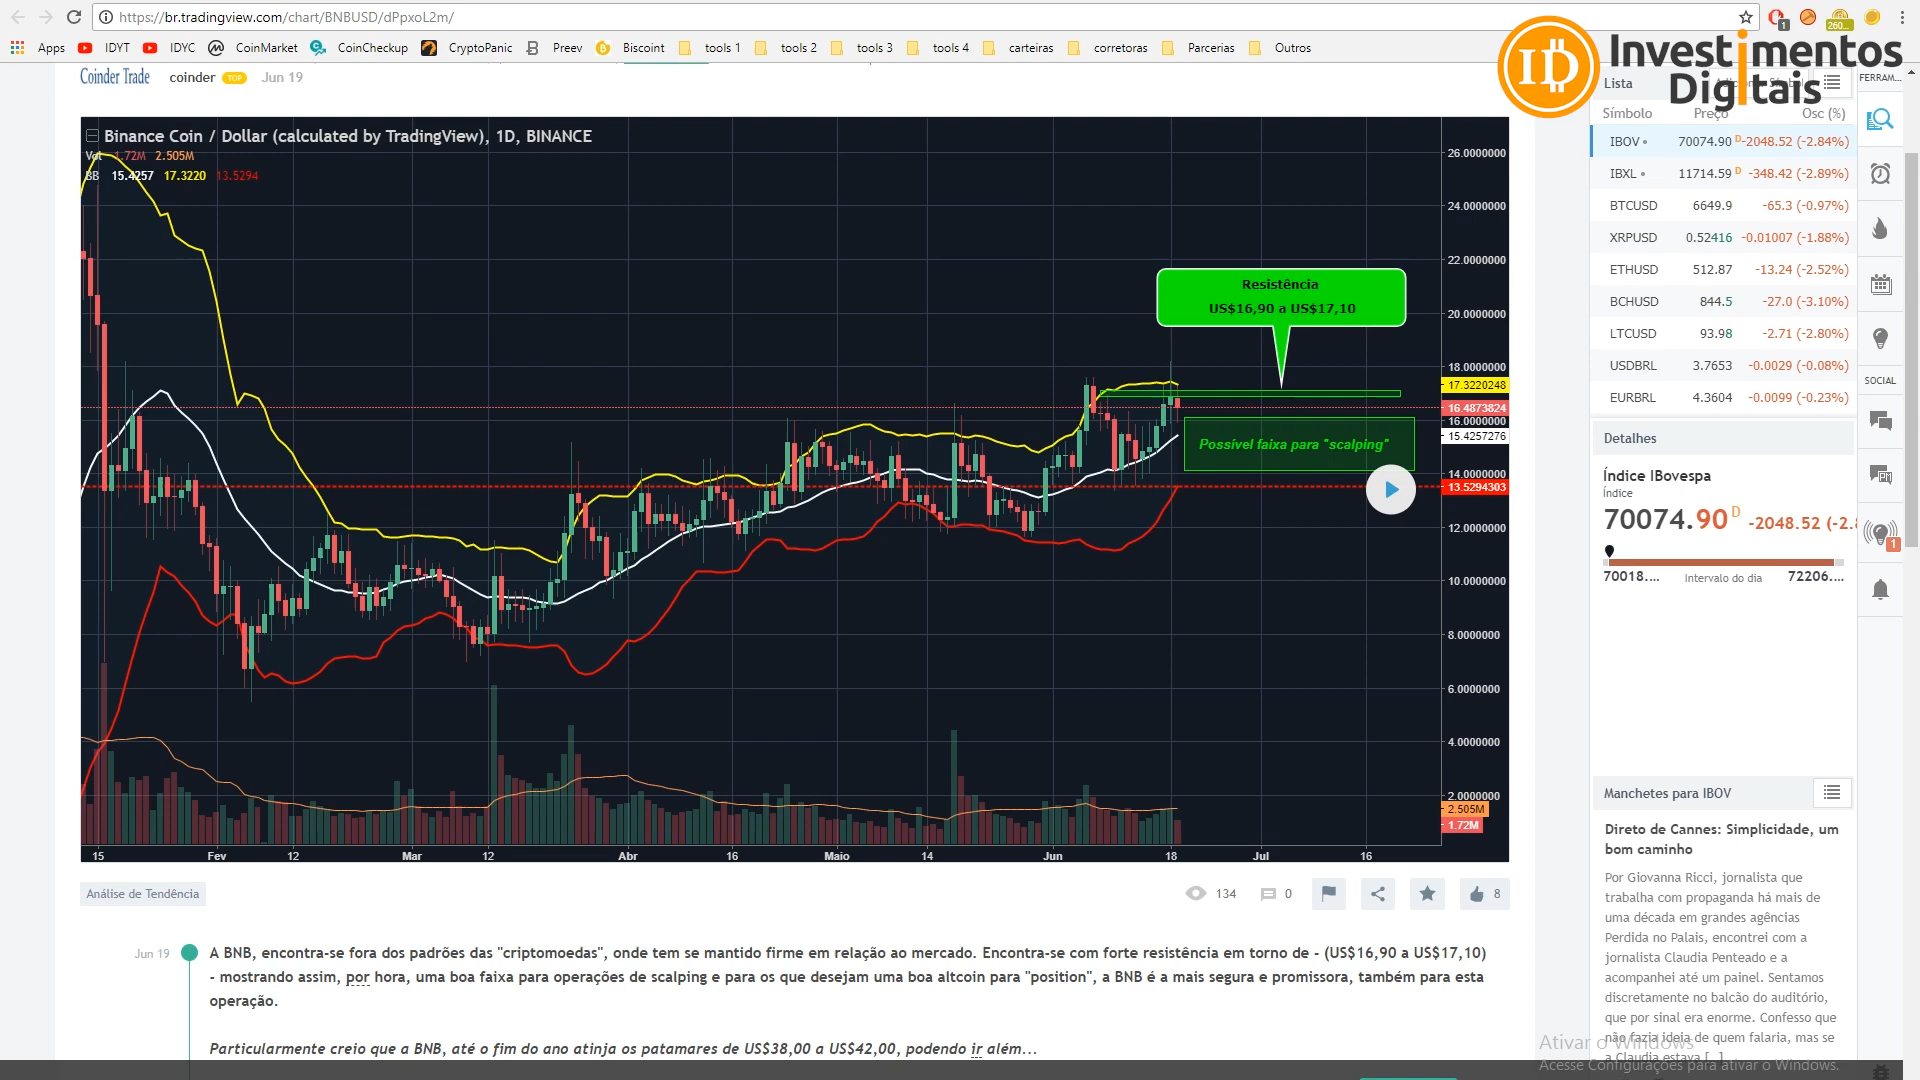 https://br.tradingview.com/chart/BNBUSD/dPpxoL2m/
1
260...
Apps IDYT IDYC CoinMarket CoinCheckup CryptoPanic Preev Biscoint tools 1 tools 2 tools 3 tools 4 carteiras corretoras Parcerias Outros
Investimentos
Digitais
Coinder Trade coinder TOP Jun 19
Lista
FERRAM...
Símbolo Preço Osc (%)
IBOV 70074.90 D -2048.52 (-2.84%)
IBXL 11714.59 D -348.42 (-2.89%)
BTCUSD 6649.9 -65.3 (-0.97%)
XRPUSD 0.52416 -0.01007 (-1.88%)
ETHUSD 512.87 -13.24 (-2.52%)
BCHUSD 844.5 -27.0 (-3.10%)
LTCUSD 93.98 -2.71 (-2.80%)
USDBRL 3.7653 -0.0029 (-0.08%)
EURBRL 4.3604 -0.0099 (-0.23%)
SOCIAL
1
Binance Coin / Dollar (calculated by TradingView), 1D, BINANCE
Vol 1.72M 2.505M
BB 15.4257 17.3220 13.5294
Resistência
US$16,90 a US$17,10
Possível faixa para "scalping"
26.0000000
24.0000000
22.0000000
20.0000000
18.0000000
17.3220248
16.4873824
16.0000000
15.4257276
14.0000000
13.5294303
12.0000000
10.0000000
8.0000000
6.0000000
4.0000000
2.0000000
2.505M
1.72M
15 Fev 12 Mar 12 Abr 16 Maio 14 Jun 18 Jul 16
Detalhes
Índice IBovespa
Índice
70074.90 D -2048.52 (-2.8
70018.... Intervalo do dia 72206....
Manchetes para IBOV
Direto de Cannes: Simplicidade, um
bom caminho
Por Giovanna Ricci, jornalista que
trabalha com propaganda há mais de
uma década em grandes agências
Perdida no Palais, encontrei com a
jornalista Claudia Penteado e a
acompanhei até um painel. Sentamos
discretamente no balcão do auditório,
que por sinal era enorme. Confesso que
não fazia ideia de quem falaria, mas se
a Claudia estava [...]
Análise de Tendência
134 0 8
Jun 19
A BNB, encontra-se fora dos padrões das "criptomoedas", onde tem se mantido firme em relação ao mercado. Encontra-se com forte resistência em torno de - (US$16,90 a US$17,10)
- mostrando assim, por hora, uma boa faixa para operações de scalping e para os que desejam uma boa altcoin para "position", a BNB é a mais segura e promissora, também para esta
operação.
Particularmente creio que a BNB, até o fim do ano atinja os patamares de US$38,00 a US$42,00, podendo ir além...
Ativar o Windows
Acesse Configurações para ativar o Windows.